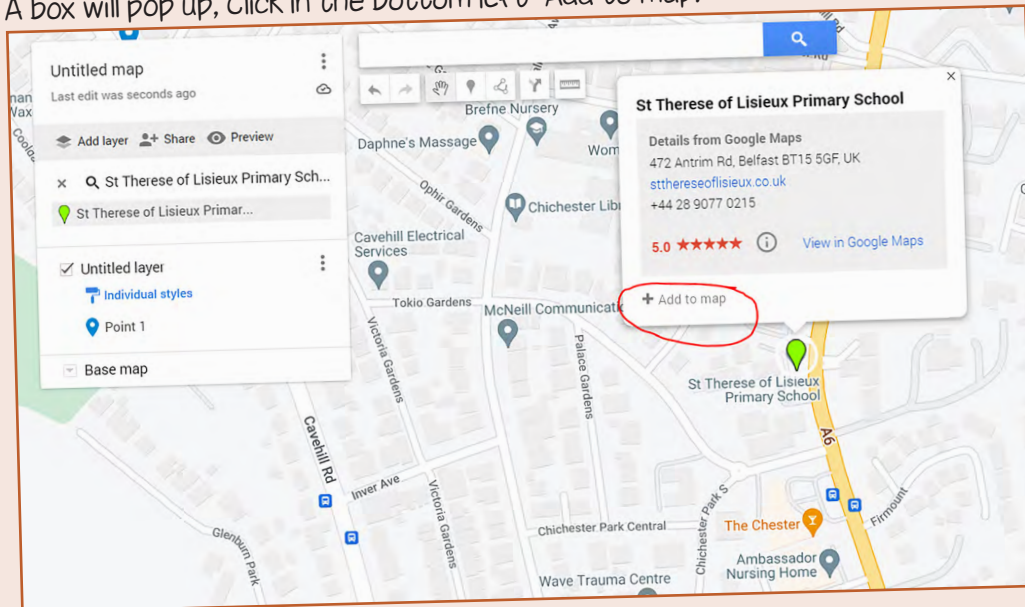 A box will pop up, Click in the bottom left 'Add to map.'
Untitled map
Last edit was seconds ago
Add layer
Share
Preview
St Therese of Lisieux Primary Sch...
St Therese of Lisieux Primar...
Untitled layer
Individual styles
Point 1
Base map
Brefne Nursery
Daphne's Massage
Wom
Ophir Gardens
Chichester Lib
Cavehill Electrical
Services
Tokio Gardens
McNeill Communicati
Victoria Gardens
Palace Gardens
St Therese of Lisieux Primary School
Details from Google Maps
472 Antrim Rd, Belfast BT15 5GF, UK
stthereseoflisieux.co.uk
+44 28 9077 0215
5.0
View in Google Maps
Add to map
St Therese of Lisieux
Primary School
A6
Cavehill Rd
Inver Ave
Victoria Gardens
Glenburn Park
Chichester Park Central
Chichester Park S
The Chester
Firmount
Ambassador
Nursing Home
Wave Trauma Centre